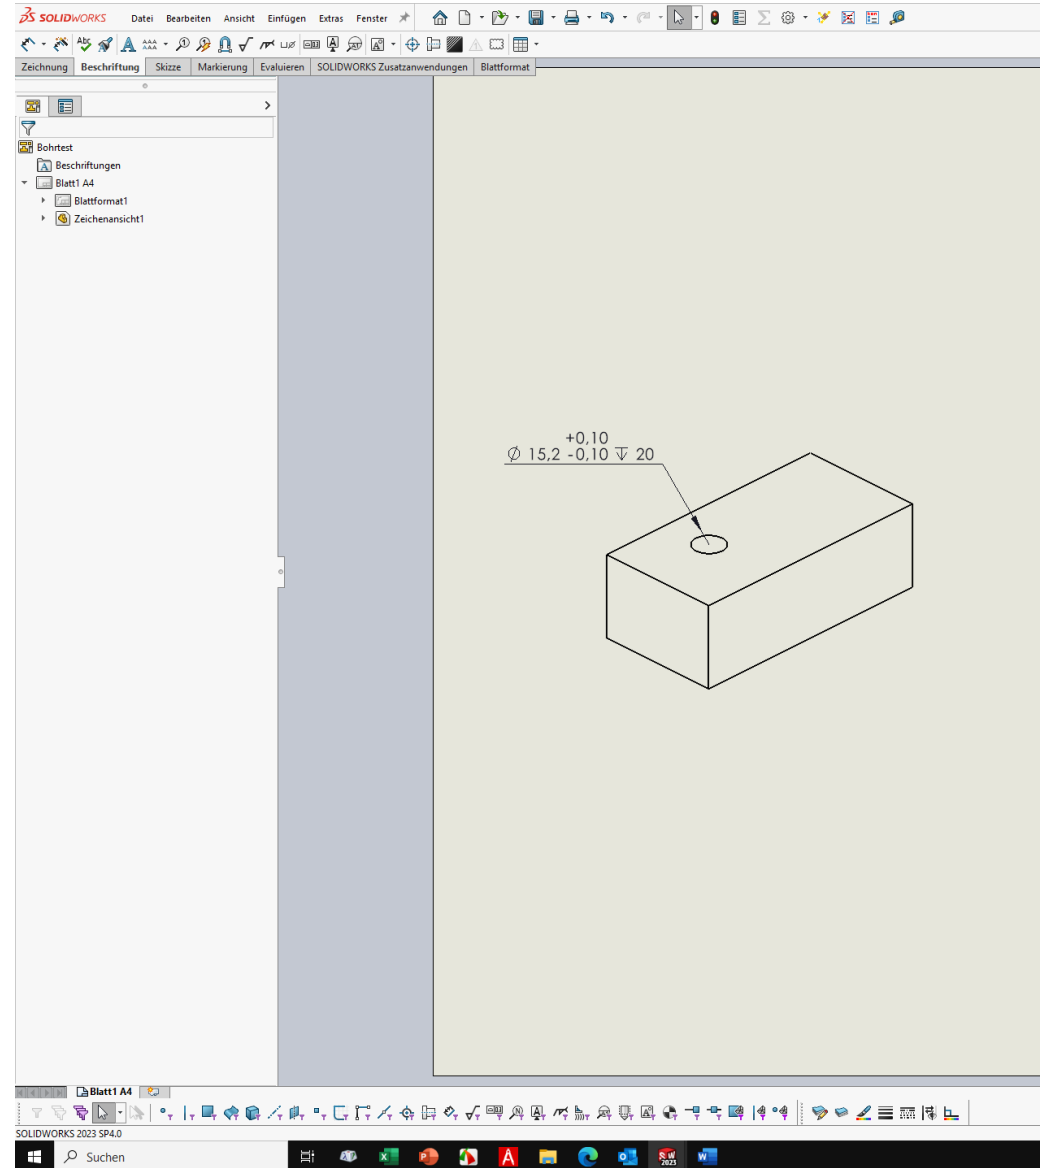 SOLIDWORKS Datei Bearbeiten Ansicht Einfügen Extras Fenster
Zeichnung Beschriftung Skizze Markierung Evaluieren SOLIDWORKS Zusatzanwendungen Blattformat
Bohrtest
Beschriftungen
Blatt1 A4
Blattformat1
Zeichenansicht1
+0,10
∅ 15,2 -0,10 ↧ 20
Blatt1 A4
SOLIDWORKS 2023 SP4.0
Suchen